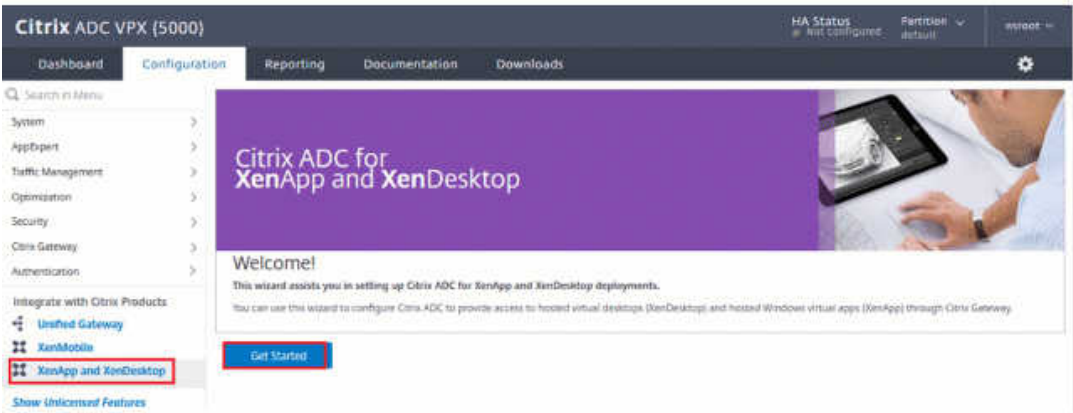 Citrix ADC VPX (5000)
HA Status
Not configured
Partition
default
nsroot
Dashboard
Configuration
Reporting
Documentation
Downloads
Search in Menu
System
AppExpert
Traffic Management
Optimization
Security
Citrix Gateway
Authentication
Integrate with Citrix Products
Unified Gateway
XenMobile
XenApp and XenDesktop
Show Unlicensed Features
Citrix ADC for
XenApp and XenDesktop
Welcome!
This wizard assists you in setting up Citrix ADC for XenApp and XenDesktop deployments.
You can use this wizard to configure Citrix ADC to provide access to hosted virtual desktops (XenDesktop) and hosted Windows virtual apps (XenApp) through Citrix Gateway.
Get Started